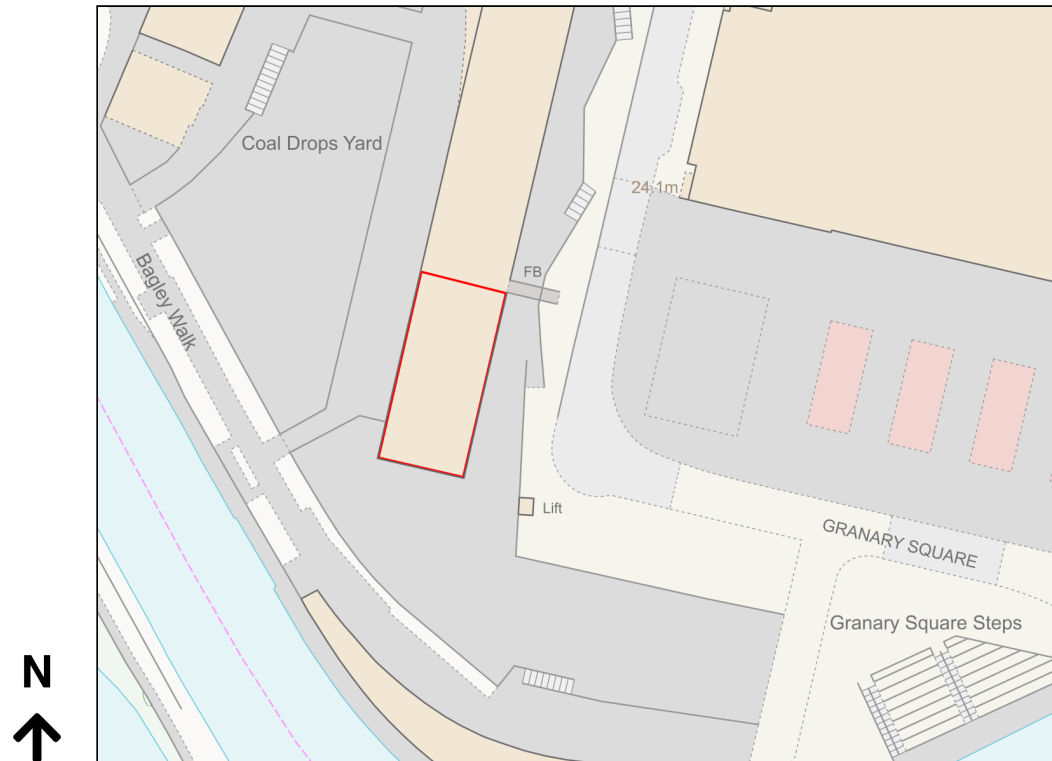 Coal Drops Yard
24.1m
Bagley Walk
FB
Lift
GRANARY SQUARE
Granary Square Steps
N